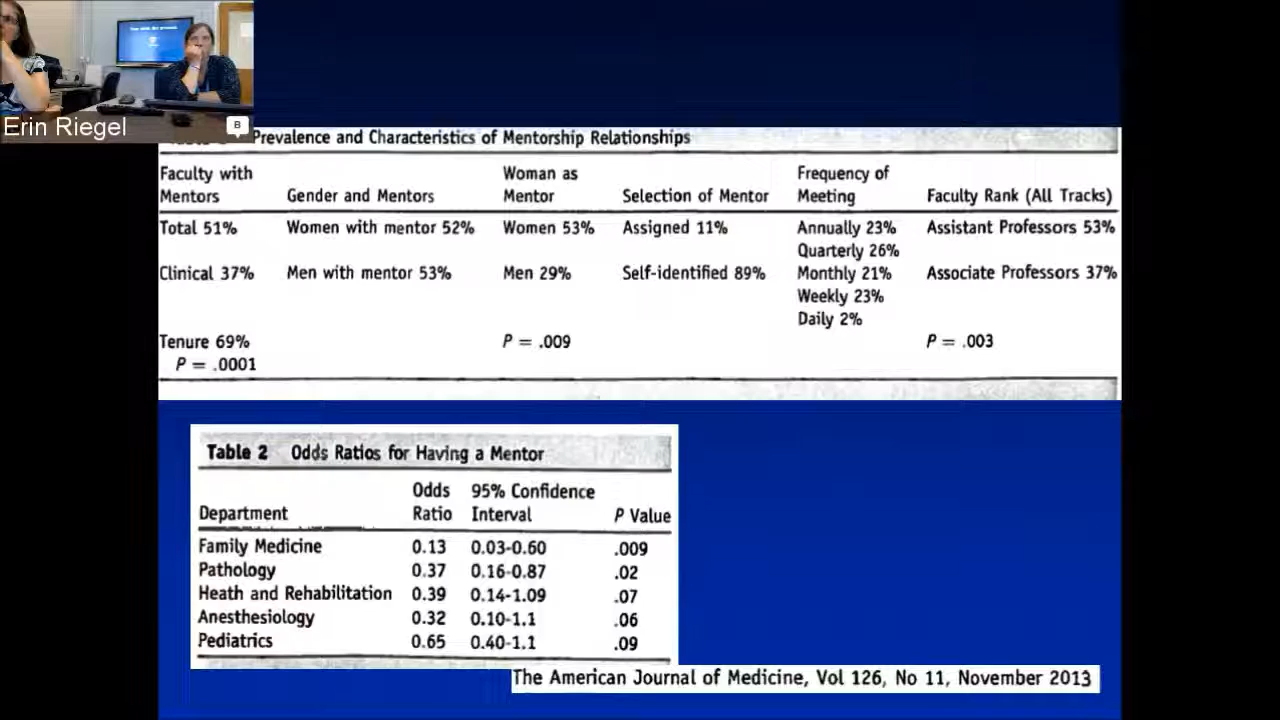 Erin Riegel
B
Prevalence and Characteristics of Mentorship Relationships
Faculty with Mentors Gender and Mentors Woman as Mentor Selection of Mentor Frequency of Meeting Faculty Rank (All Tracks)
Total 51% Women with mentor 52% Women 53% Assigned 11% Annually 23% Assistant Professors 53%
Quarterly 26%
Clinical 37% Men with mentor 53% Men 29% Self-identified 89% Monthly 21% Associate Professors 37%
Weekly 23%
Daily 2%
Tenure 69% P = .009 P = .003
P = .0001
Table 2 Odds Ratios for Having a Mentor
Department Odds Ratio 95% Confidence Interval P Value
Family Medicine 0.13 0.03-0.60 .009
Pathology 0.37 0.16-0.87 .02
Heath and Rehabilitation 0.39 0.14-1.09 .07
Anesthesiology 0.32 0.10-1.1 .06
Pediatrics 0.65 0.40-1.1 .09
The American Journal of Medicine, Vol 126, No 11, November 2013